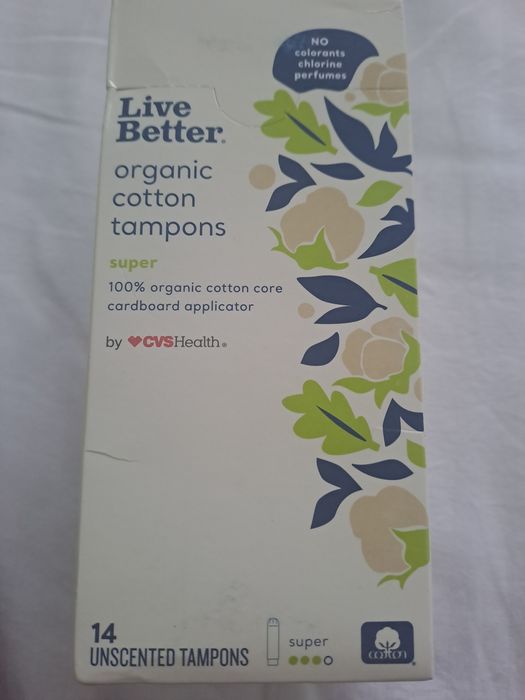 NO
colorants
chlorine
perfumes
Live
Better®
organic
cotton
tampons
super
100% organic cotton core
cardboard applicator
by CVSHealth®
14
UNSCENTED TAMPONS
super
cotton®